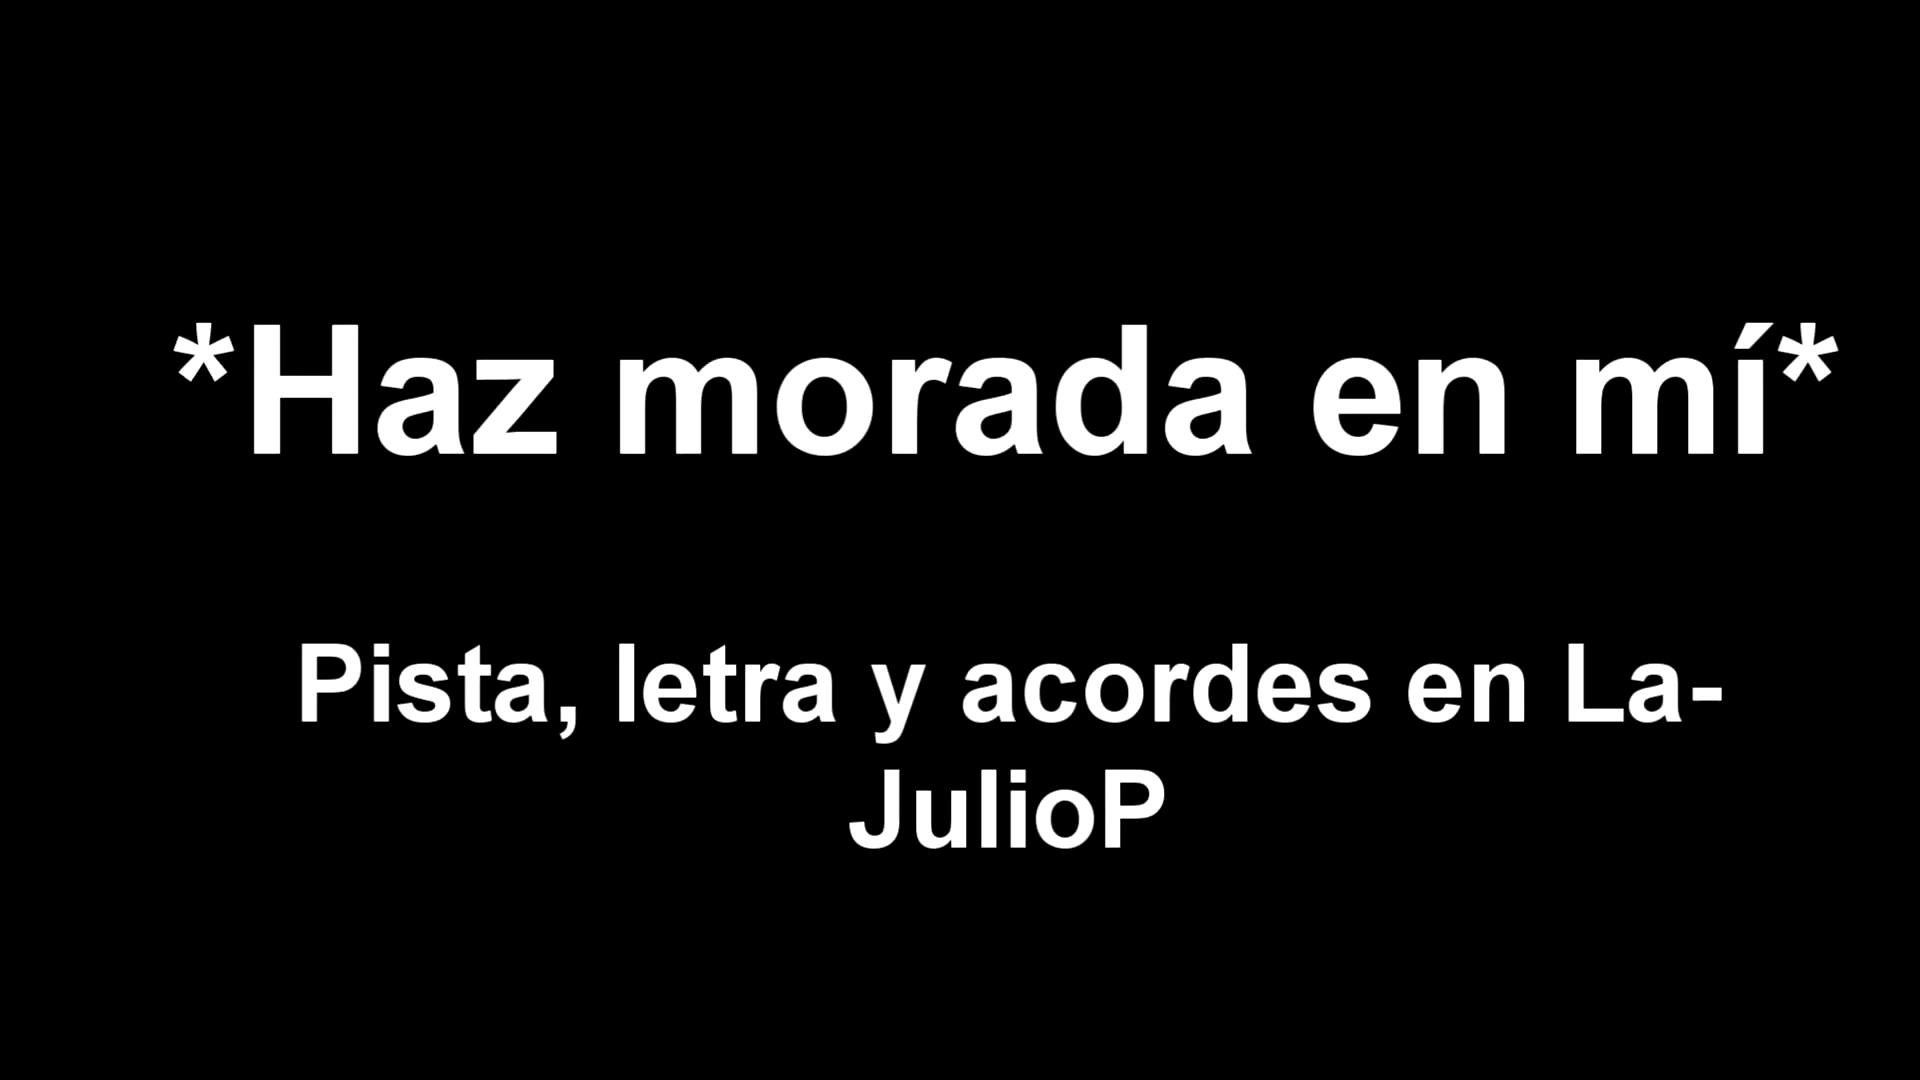 *Haz morada en mí*
Pista, letra y acordes en La-
JulioP